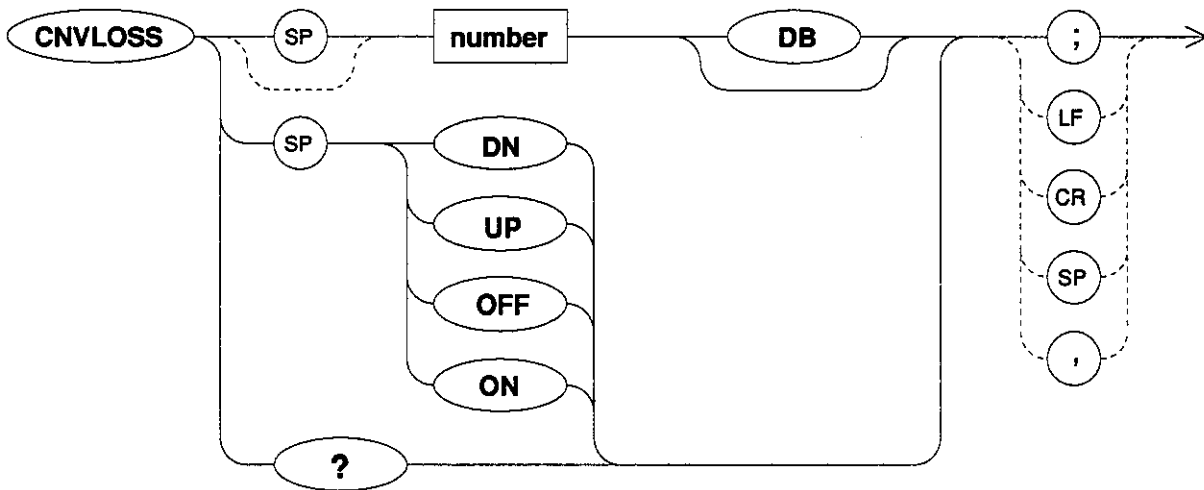 CNVLOSS SP number DB ;
LF
SP DN
CR
UP
SP
OFF
,
ON
?